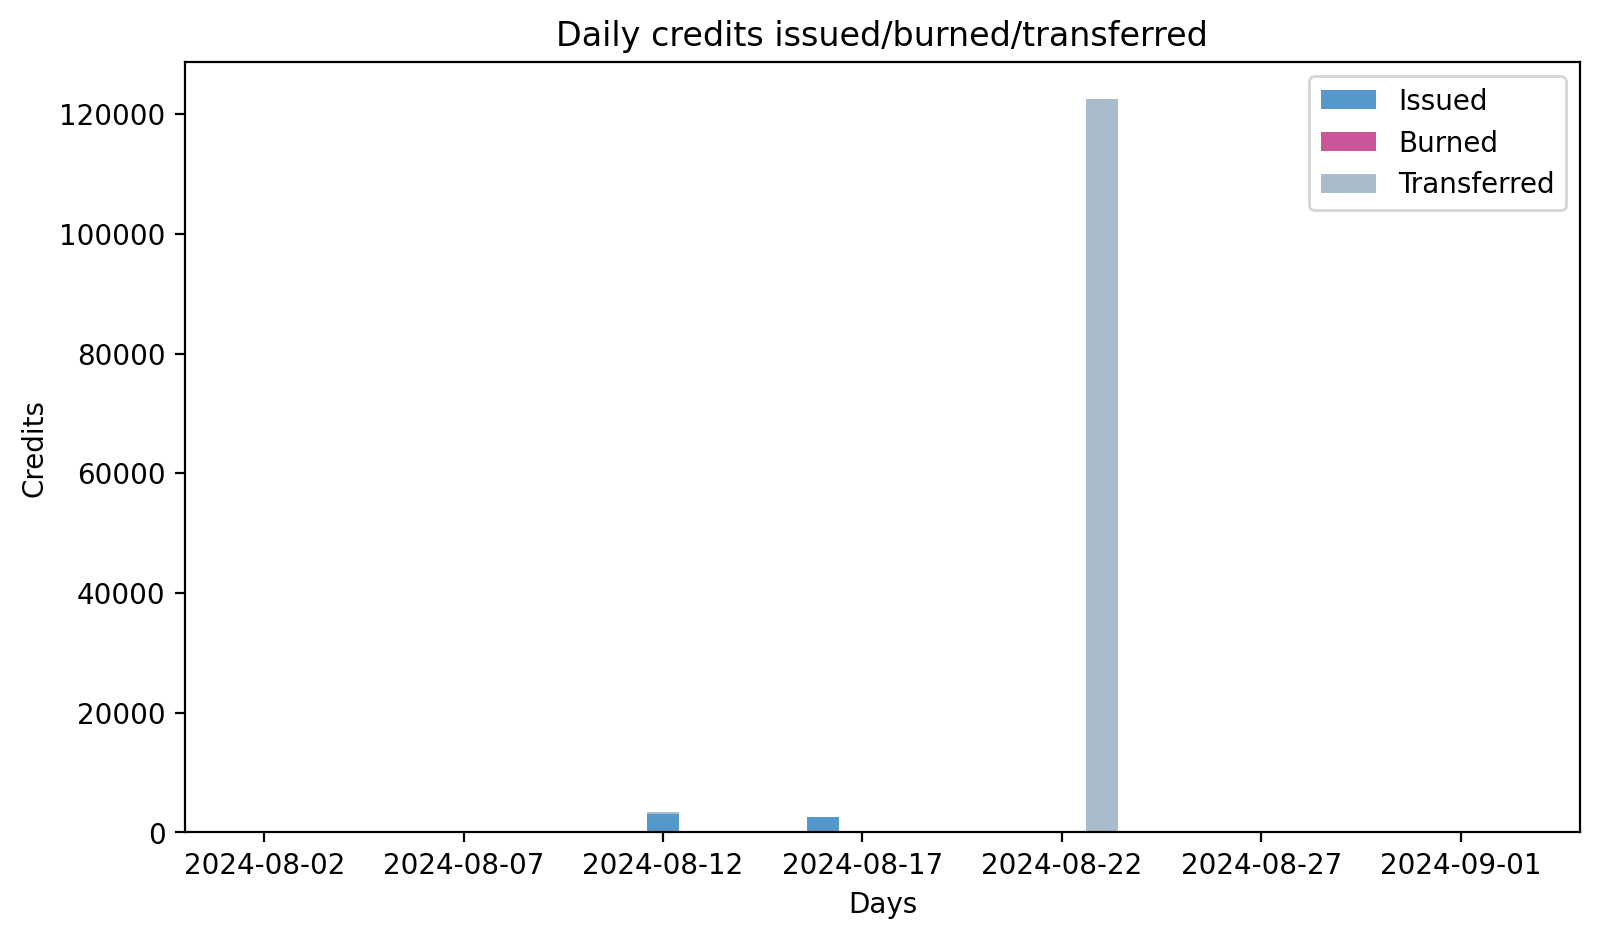 Daily credits issued/burned/transferred
Issued
Burned
Transferred
120000
100000
80000
60000
40000
20000
0
Credits
2024-08-02 2024-08-07 2024-08-12 2024-08-17 2024-08-22 2024-08-27 2024-09-01
Days